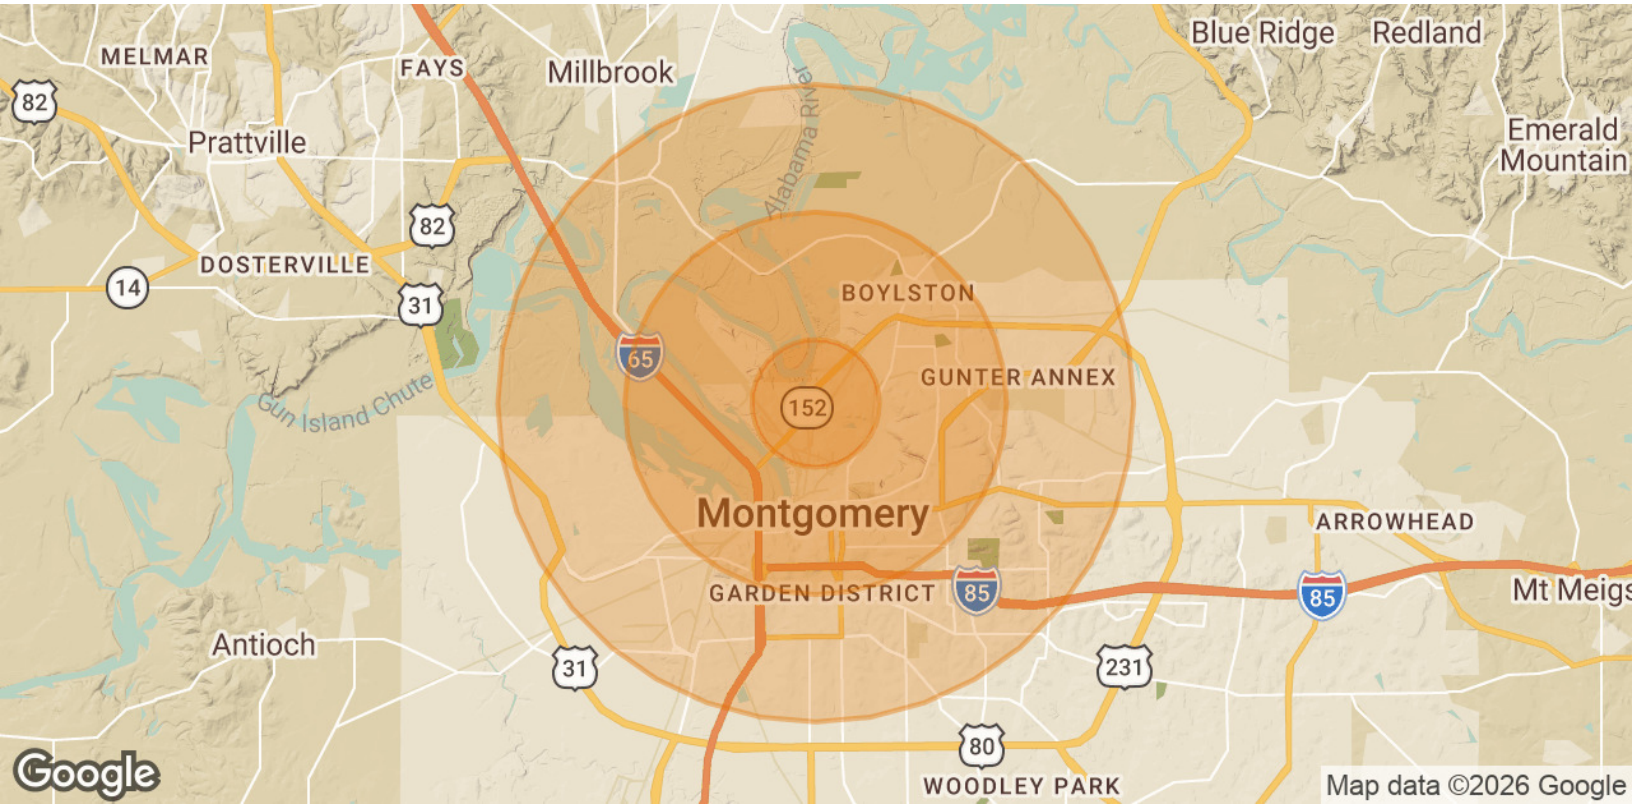 Blue Ridge
Redland
MELMAR
FAYS
Millbrook
82
Alabama River
Prattville
Emerald
Mountain
82
DOSTERVILLE
14
31
BOYLSTON
65
GUNTER ANNEX
Gun Island Chute
152
Montgomery
ARROWHEAD
GARDEN DISTRICT
85
85
Mt Meigs
Antioch
31
231
80
WOODLEY PARK
Google
Map data ©2026 Google